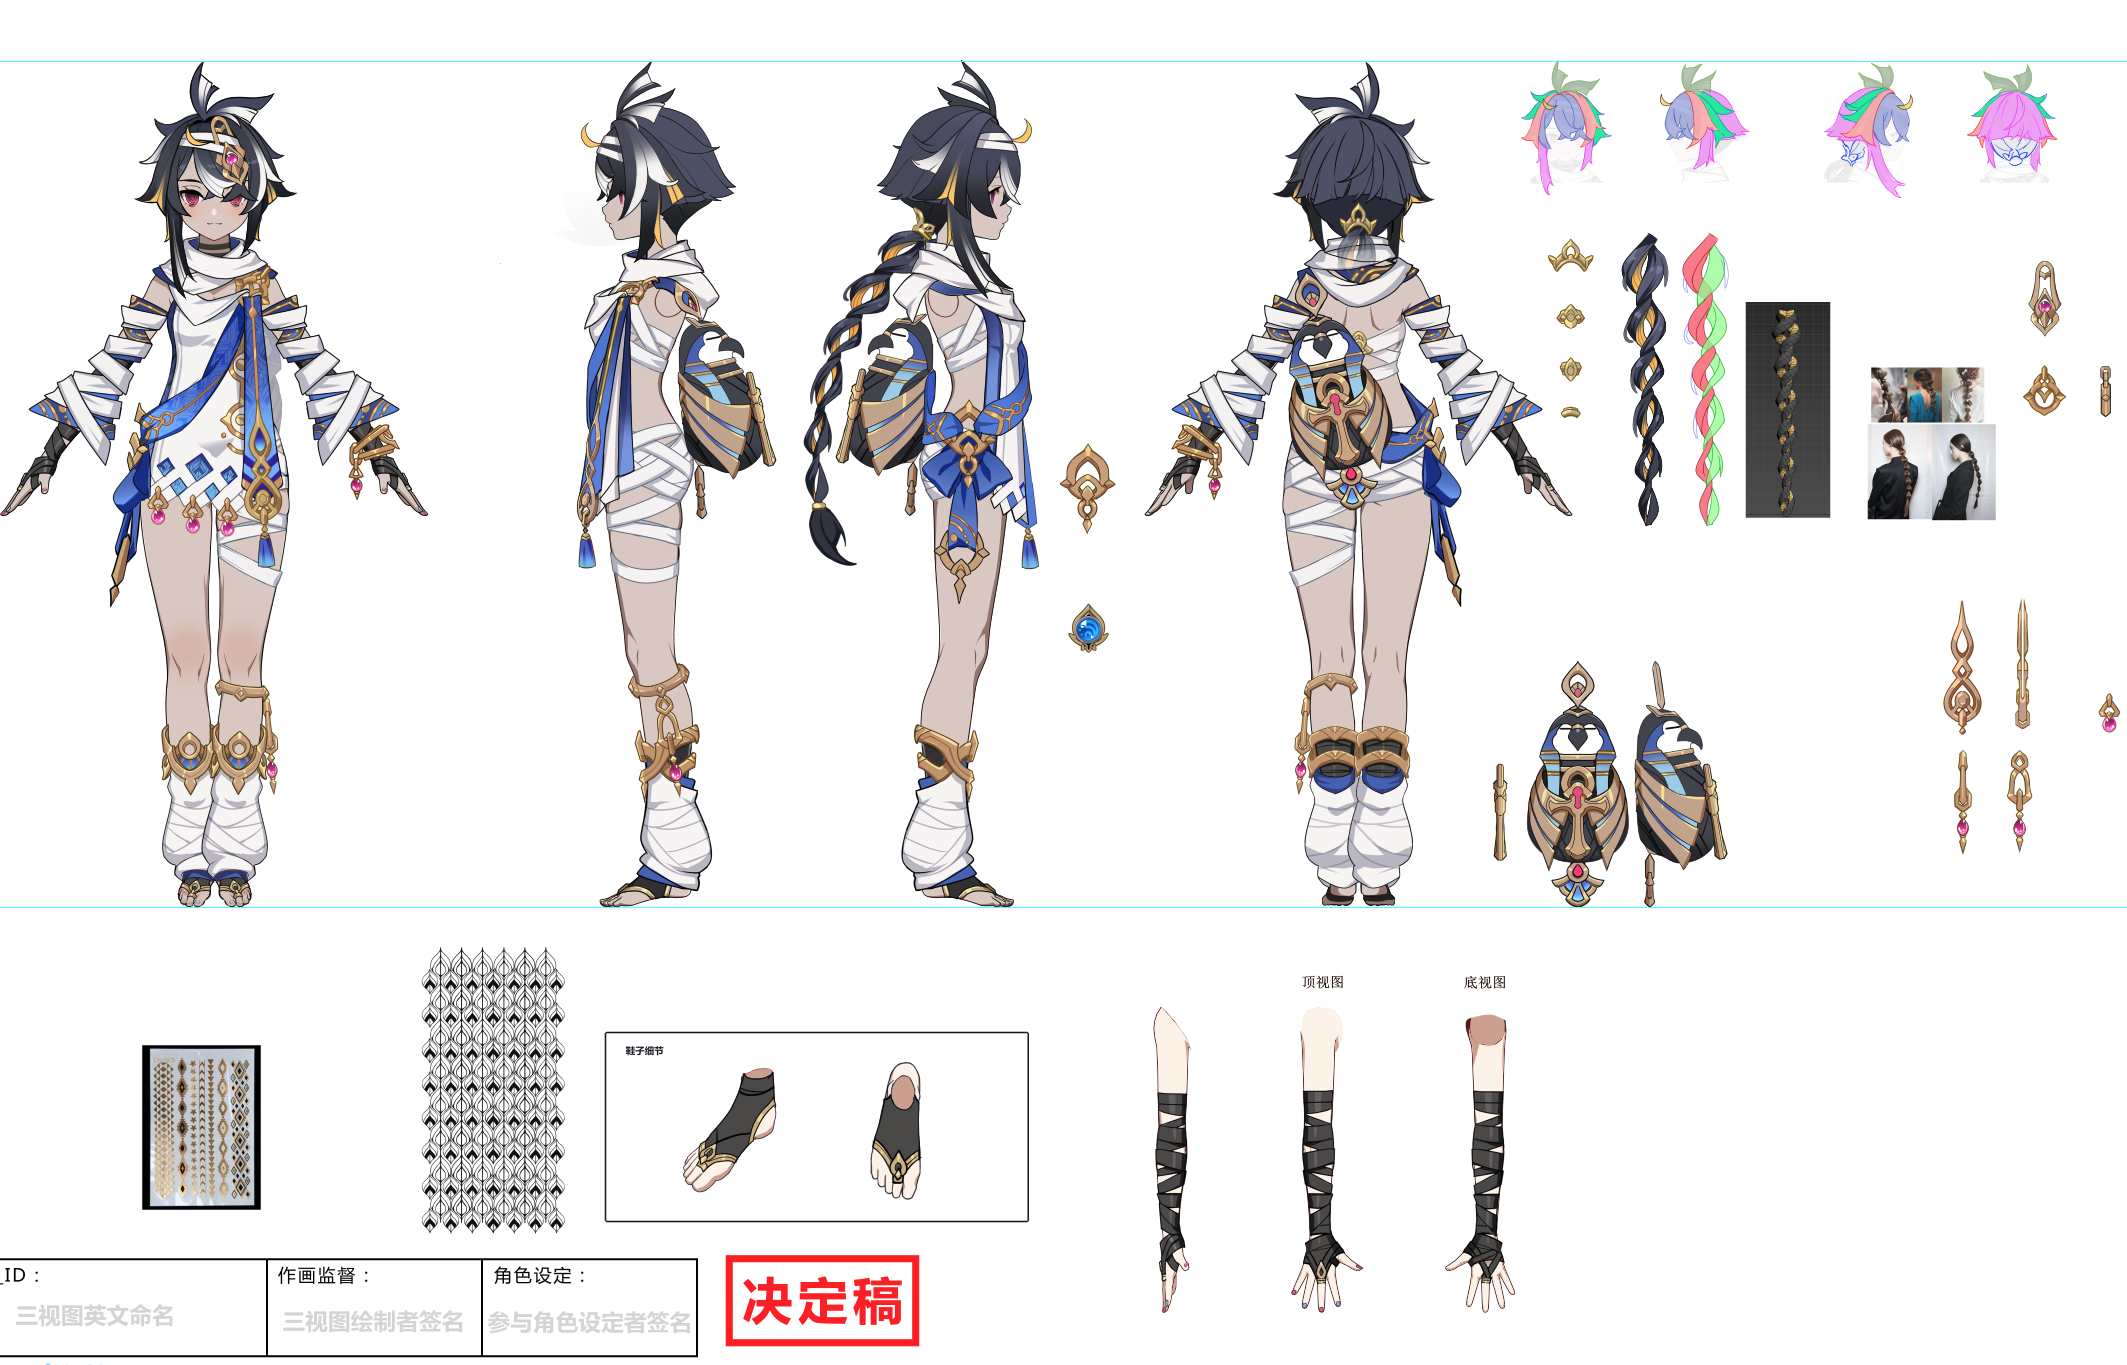 顶视图
底视图
鞋子细节
_ID：
三视图英文命名
作画监督：
三视图绘制者签名
角色设定：
参与角色设定者签名
决定稿